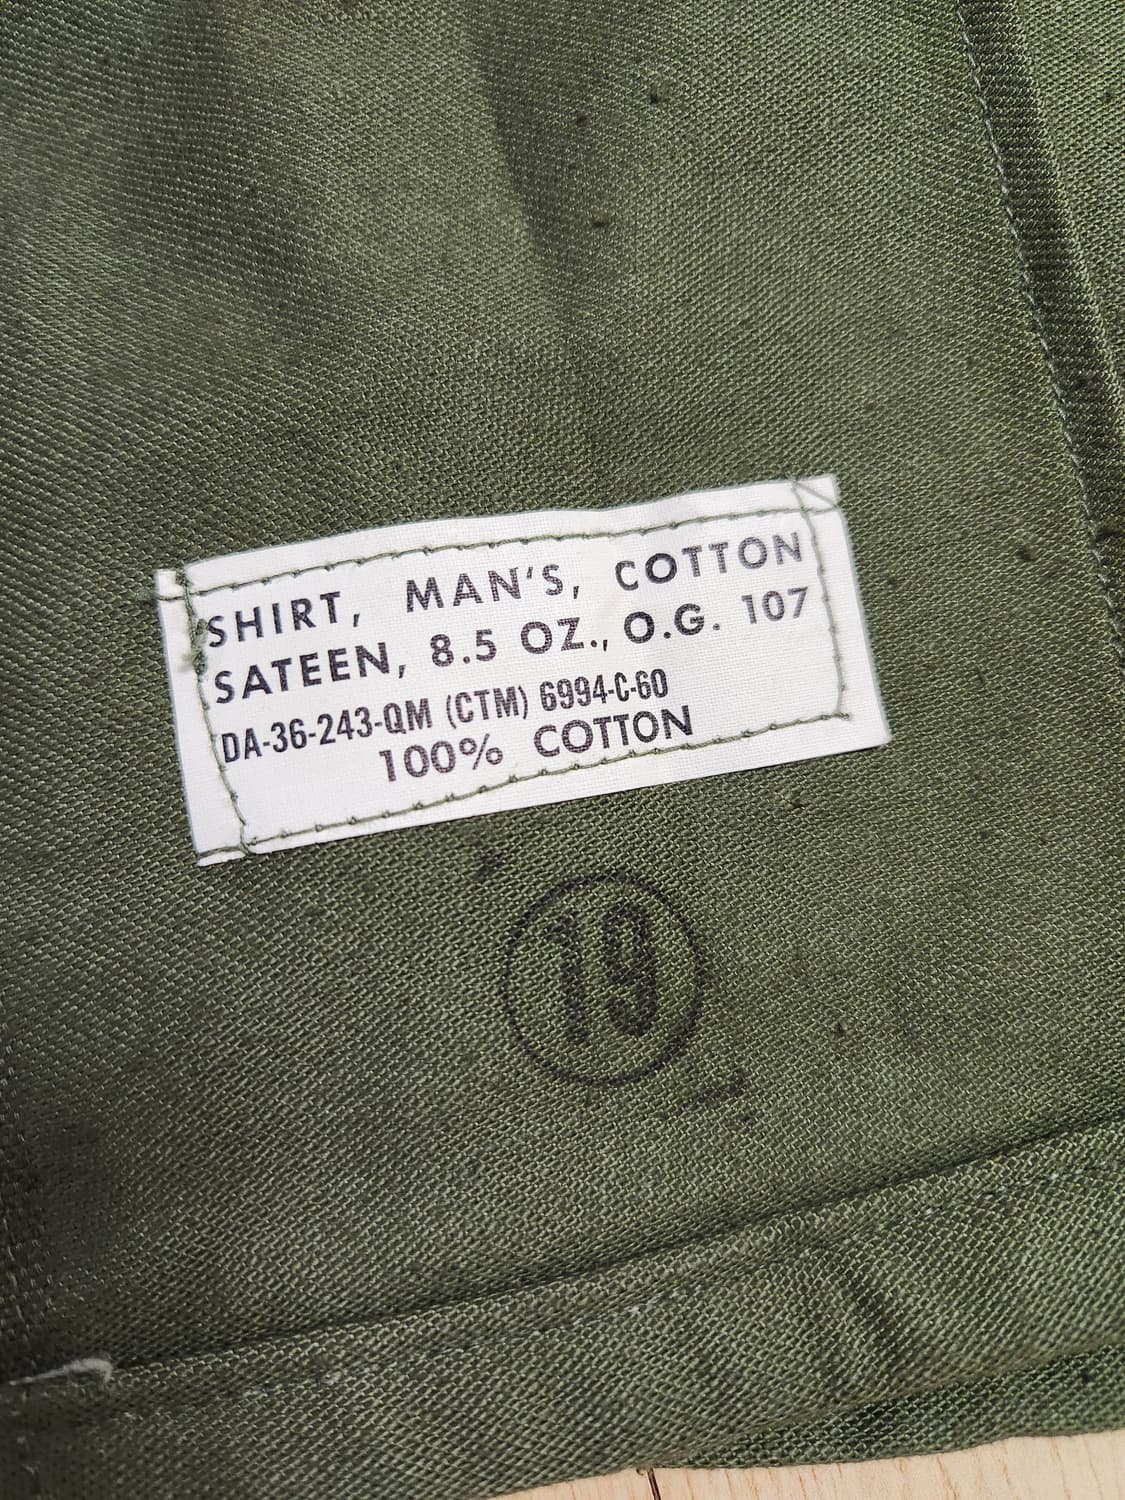 SHIRT, MAN'S, COTTON
SATEEN, 8.5 OZ., O.G. 107
DA-36-243-QM (CTM) 6994-C-60
100% COTTON
19